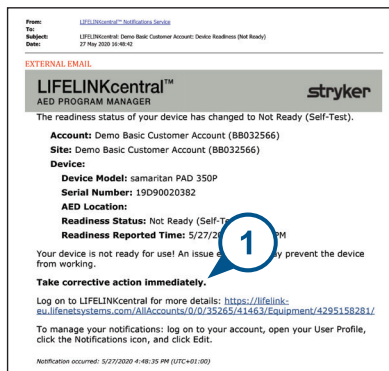 From: LIFELINKcentral™ Notifications Service
To:
Subject: LIFELINKcentral: Demo Basic Customer Account: Device Readiness (Not Ready)
Date: 27 May 2020 16:48:42
EXTERNAL EMAIL
LIFELINKcentral™
AED PROGRAM MANAGER
stryker
The readiness status of your device has changed to Not Ready (Self-Test).
Account: Demo Basic Customer Account (BB032566)
Site: Demo Basic Customer Account (BB032566)
Device:
Device Model: samaritan PAD 350P
Serial Number: 19D90020382
AED Location:
Readiness Status: Not Ready (Self-Te
Readiness Reported Time: 5/27/20 PM
1
Your device is not ready for use! An issue e ay prevent the device
from working.
Take corrective action immediately.
Log on to LIFELINKcentral for more details: https://lifelink-
eu.lifenetsystems.com/AllAccounts/0/0/35265/41463/Equipment/4295158281/
To manage your notifications: log on to your account, open your User Profile,
click the Notifications icon, and click Edit.
Notification occurred: 5/27/2020 4:48:35 PM (UTC+01:00)